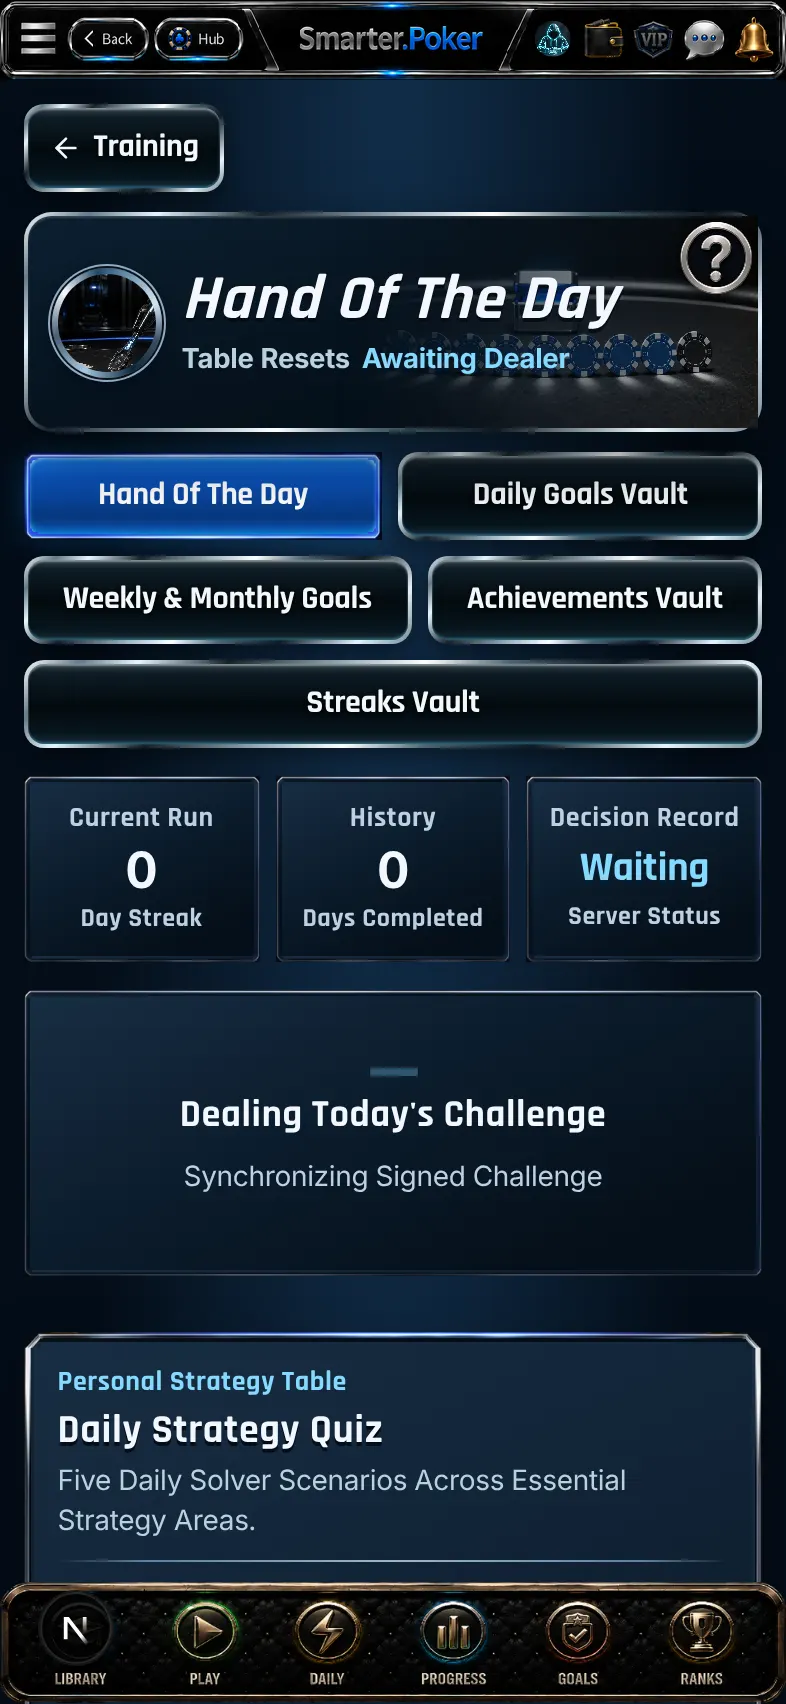 Back
Hub
Smarter.Poker
VIP
Training
?
Hand Of The Day
Table Resets Awaiting Dealer
Hand Of The Day
Daily Goals Vault
Weekly & Monthly Goals
Achievements Vault
Streaks Vault
Current Run
0
Day Streak
History
0
Days Completed
Decision Record
Waiting
Server Status
Dealing Today's Challenge
Synchronizing Signed Challenge
Personal Strategy Table
Daily Strategy Quiz
Five Daily Solver Scenarios Across Essential
Strategy Areas.
N
LIBRARY
PLAY
DAILY
PROGRESS
GOALS
RANKS